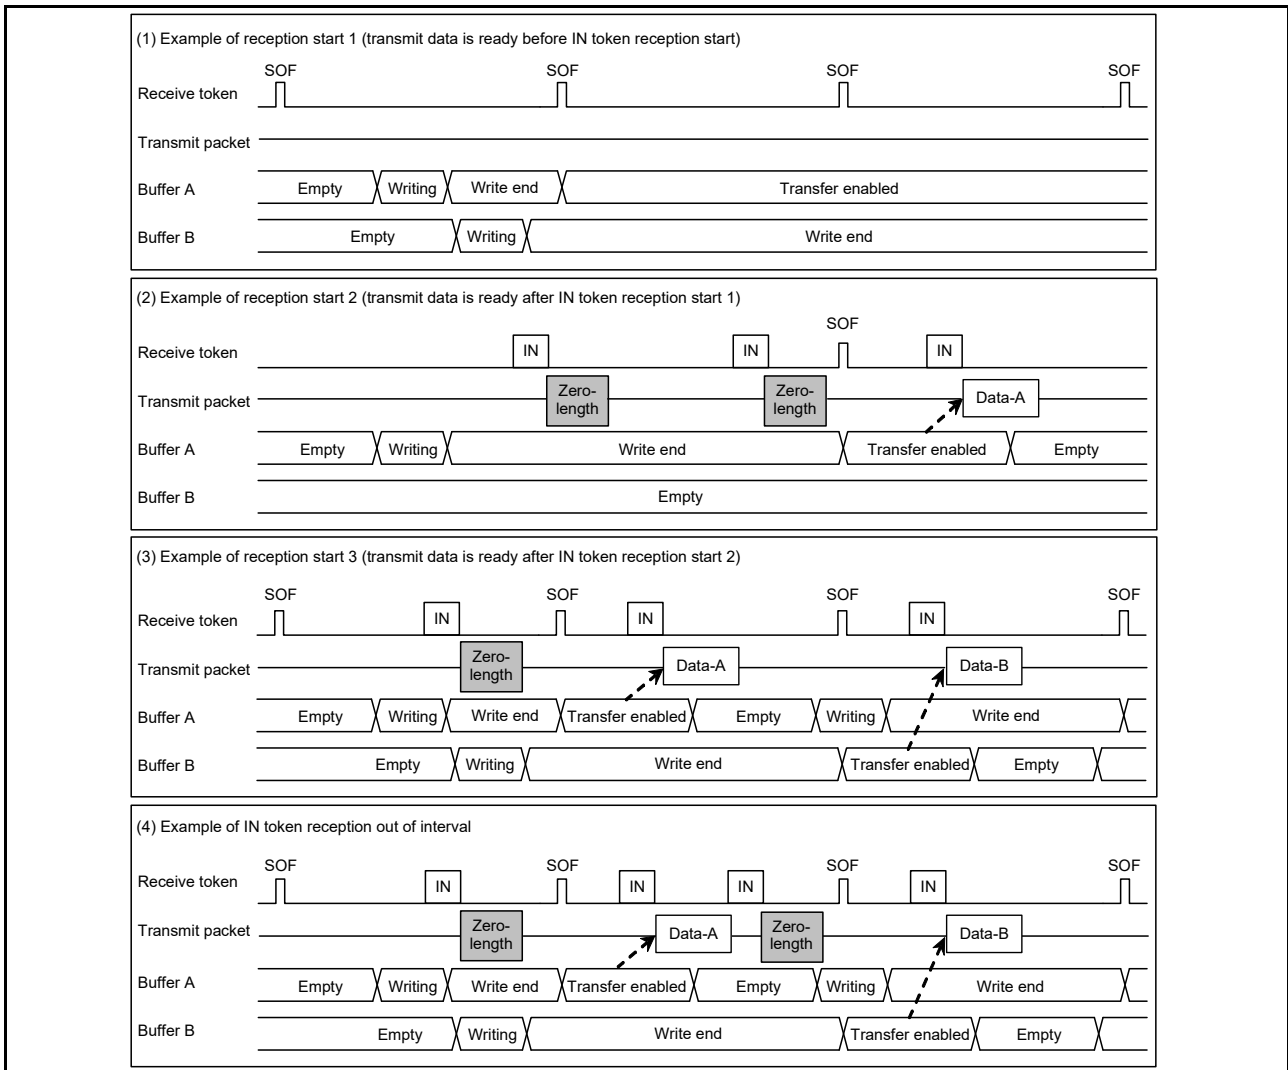 (1) Example of reception start 1 (transmit data is ready before IN token reception start)
SOF SOF SOF SOF
Receive token
Transmit packet
Buffer A Empty Writing Write end Transfer enabled
Buffer B Empty Writing Write end
(2) Example of reception start 2 (transmit data is ready after IN token reception start 1)
SOF
Receive token IN IN IN
Transmit packet Zero- Zero- Data-A
length length
Buffer A Empty Writing Write end Transfer enabled Empty
Buffer B Empty
(3) Example of reception start 3 (transmit data is ready after IN token reception start 2)
SOF SOF SOF SOF
Receive token IN IN IN
Transmit packet Zero- Data-A Data-B
length
Buffer A Empty Writing Write end Transfer enabled Empty Writing Write end
Buffer B Empty Writing Write end Transfer enabled Empty
(4) Example of IN token reception out of interval
SOF SOF SOF SOF
Receive token IN IN IN IN
Transmit packet Zero- Data-A Zero- Data-B
length length
Buffer A Empty Writing Write end Transfer enabled Empty Writing Write end
Buffer B Empty Writing Write end Transfer enabled Empty